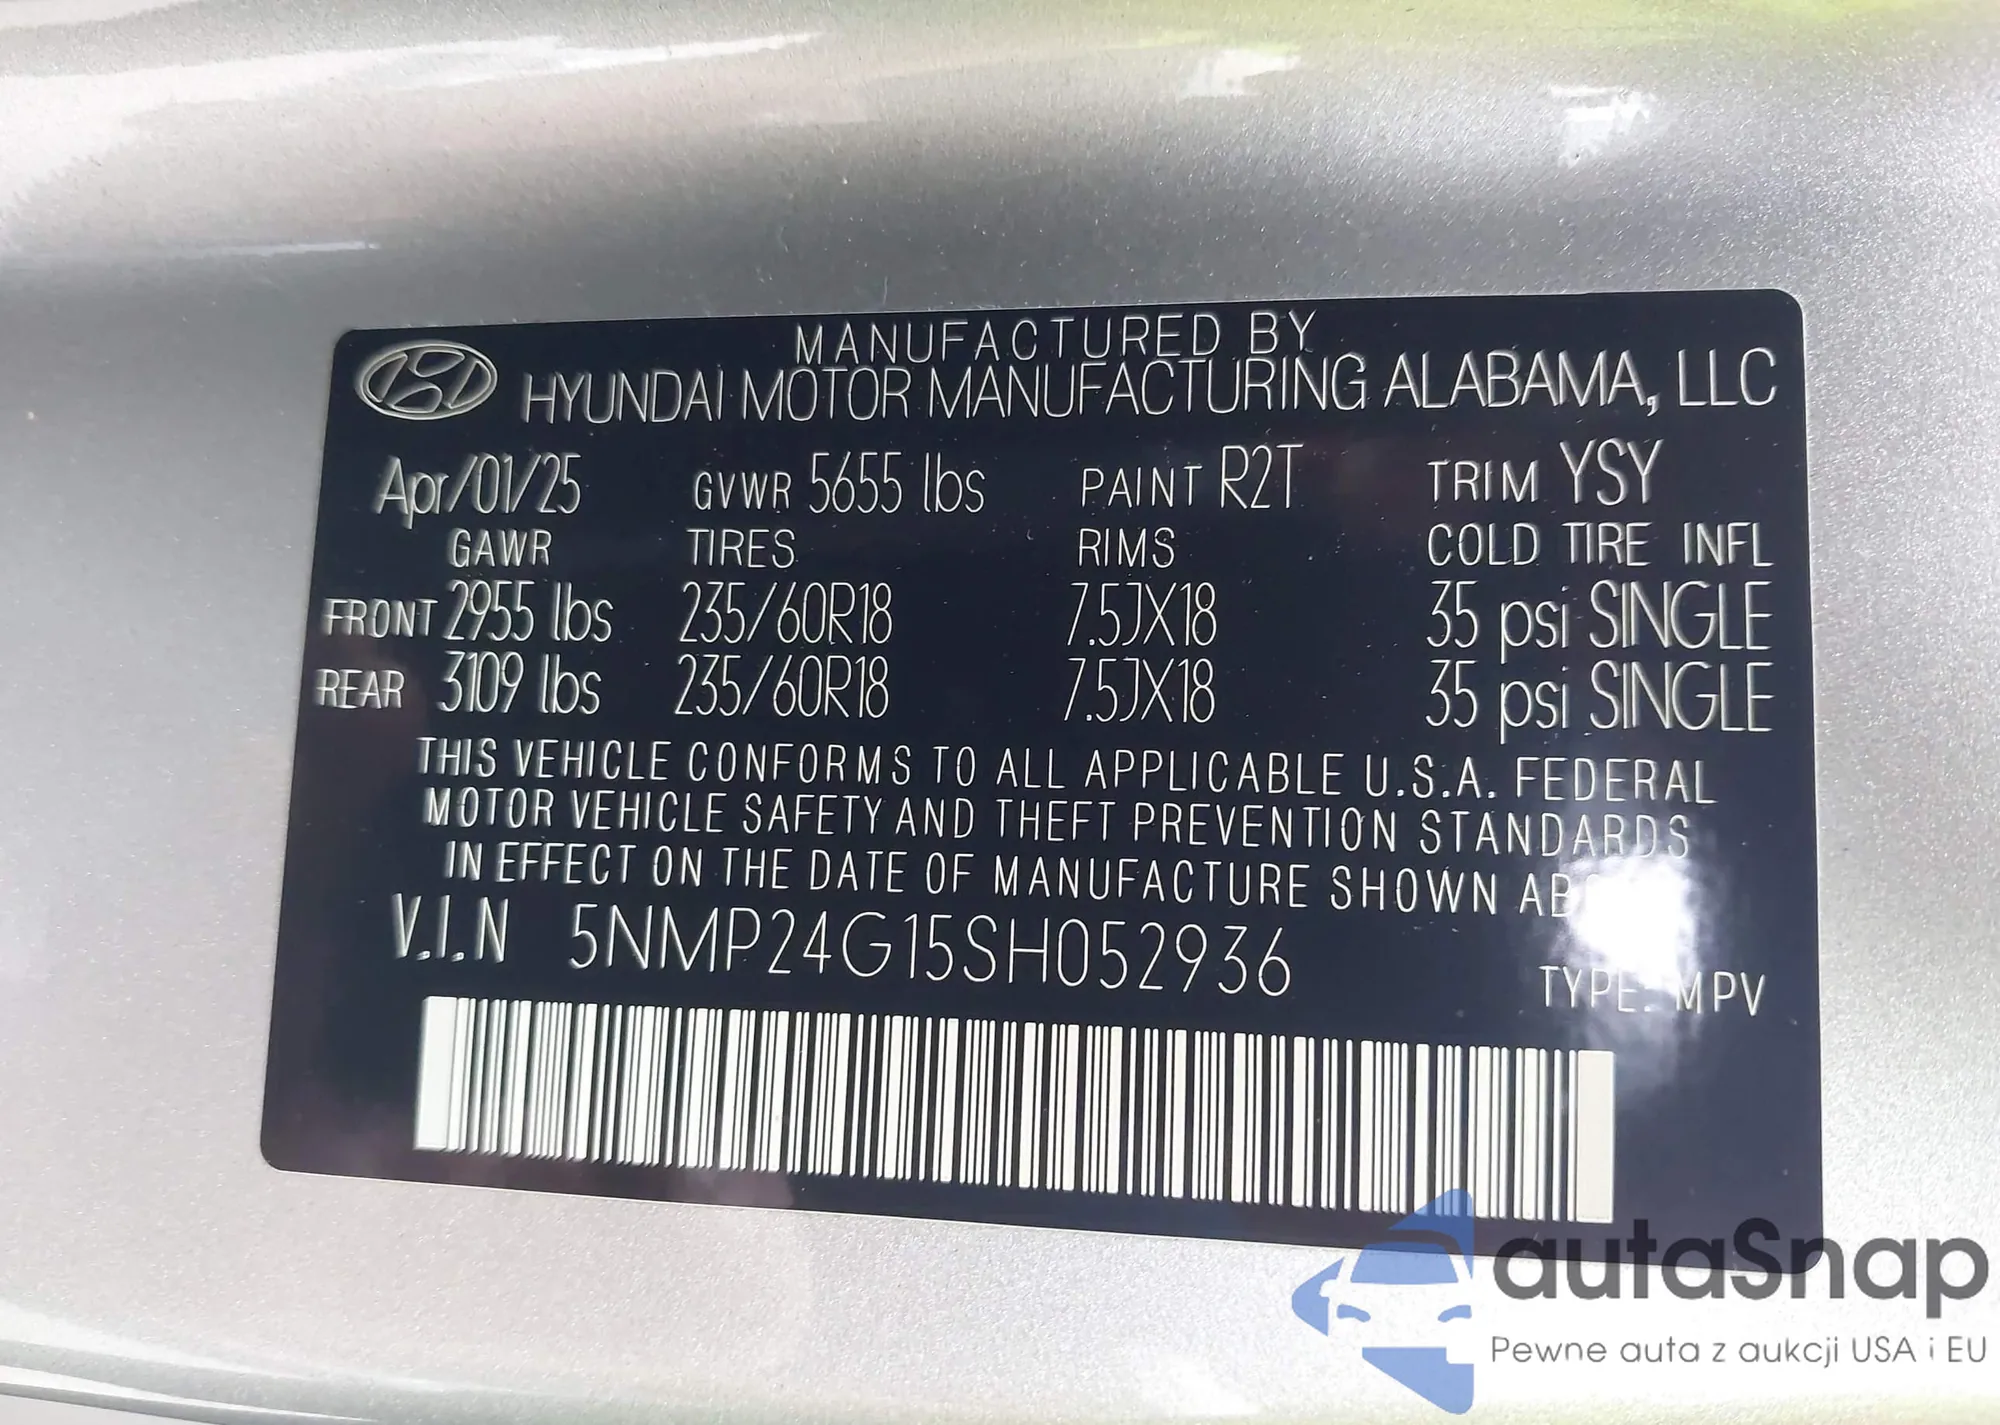 MANUFACTURED BY
HYUNDAI MOTOR MANUFACTURING ALABAMA, LLC
Apr/01/25 GVWR 5655 lbs PAINT R2T TRIM YSY
GAWR TIRES RIMS COLD TIRE INFL
FRONT 2955 lbs 235/60R18 7.5JX18 35 psi SINGLE
REAR 3109 lbs 235/60R18 7.5JX18 35 psi SINGLE
THIS VEHICLE CONFORMS TO ALL APPLICABLE U.S.A. FEDERAL
MOTOR VEHICLE SAFETY AND THEFT PREVENTION STANDARDS
IN EFFECT ON THE DATE OF MANUFACTURE SHOWN
V.I.N 5NMP24G15SH052936
TYPE: MPV
autaSnap
Pewne auta z aukcji USA i EU